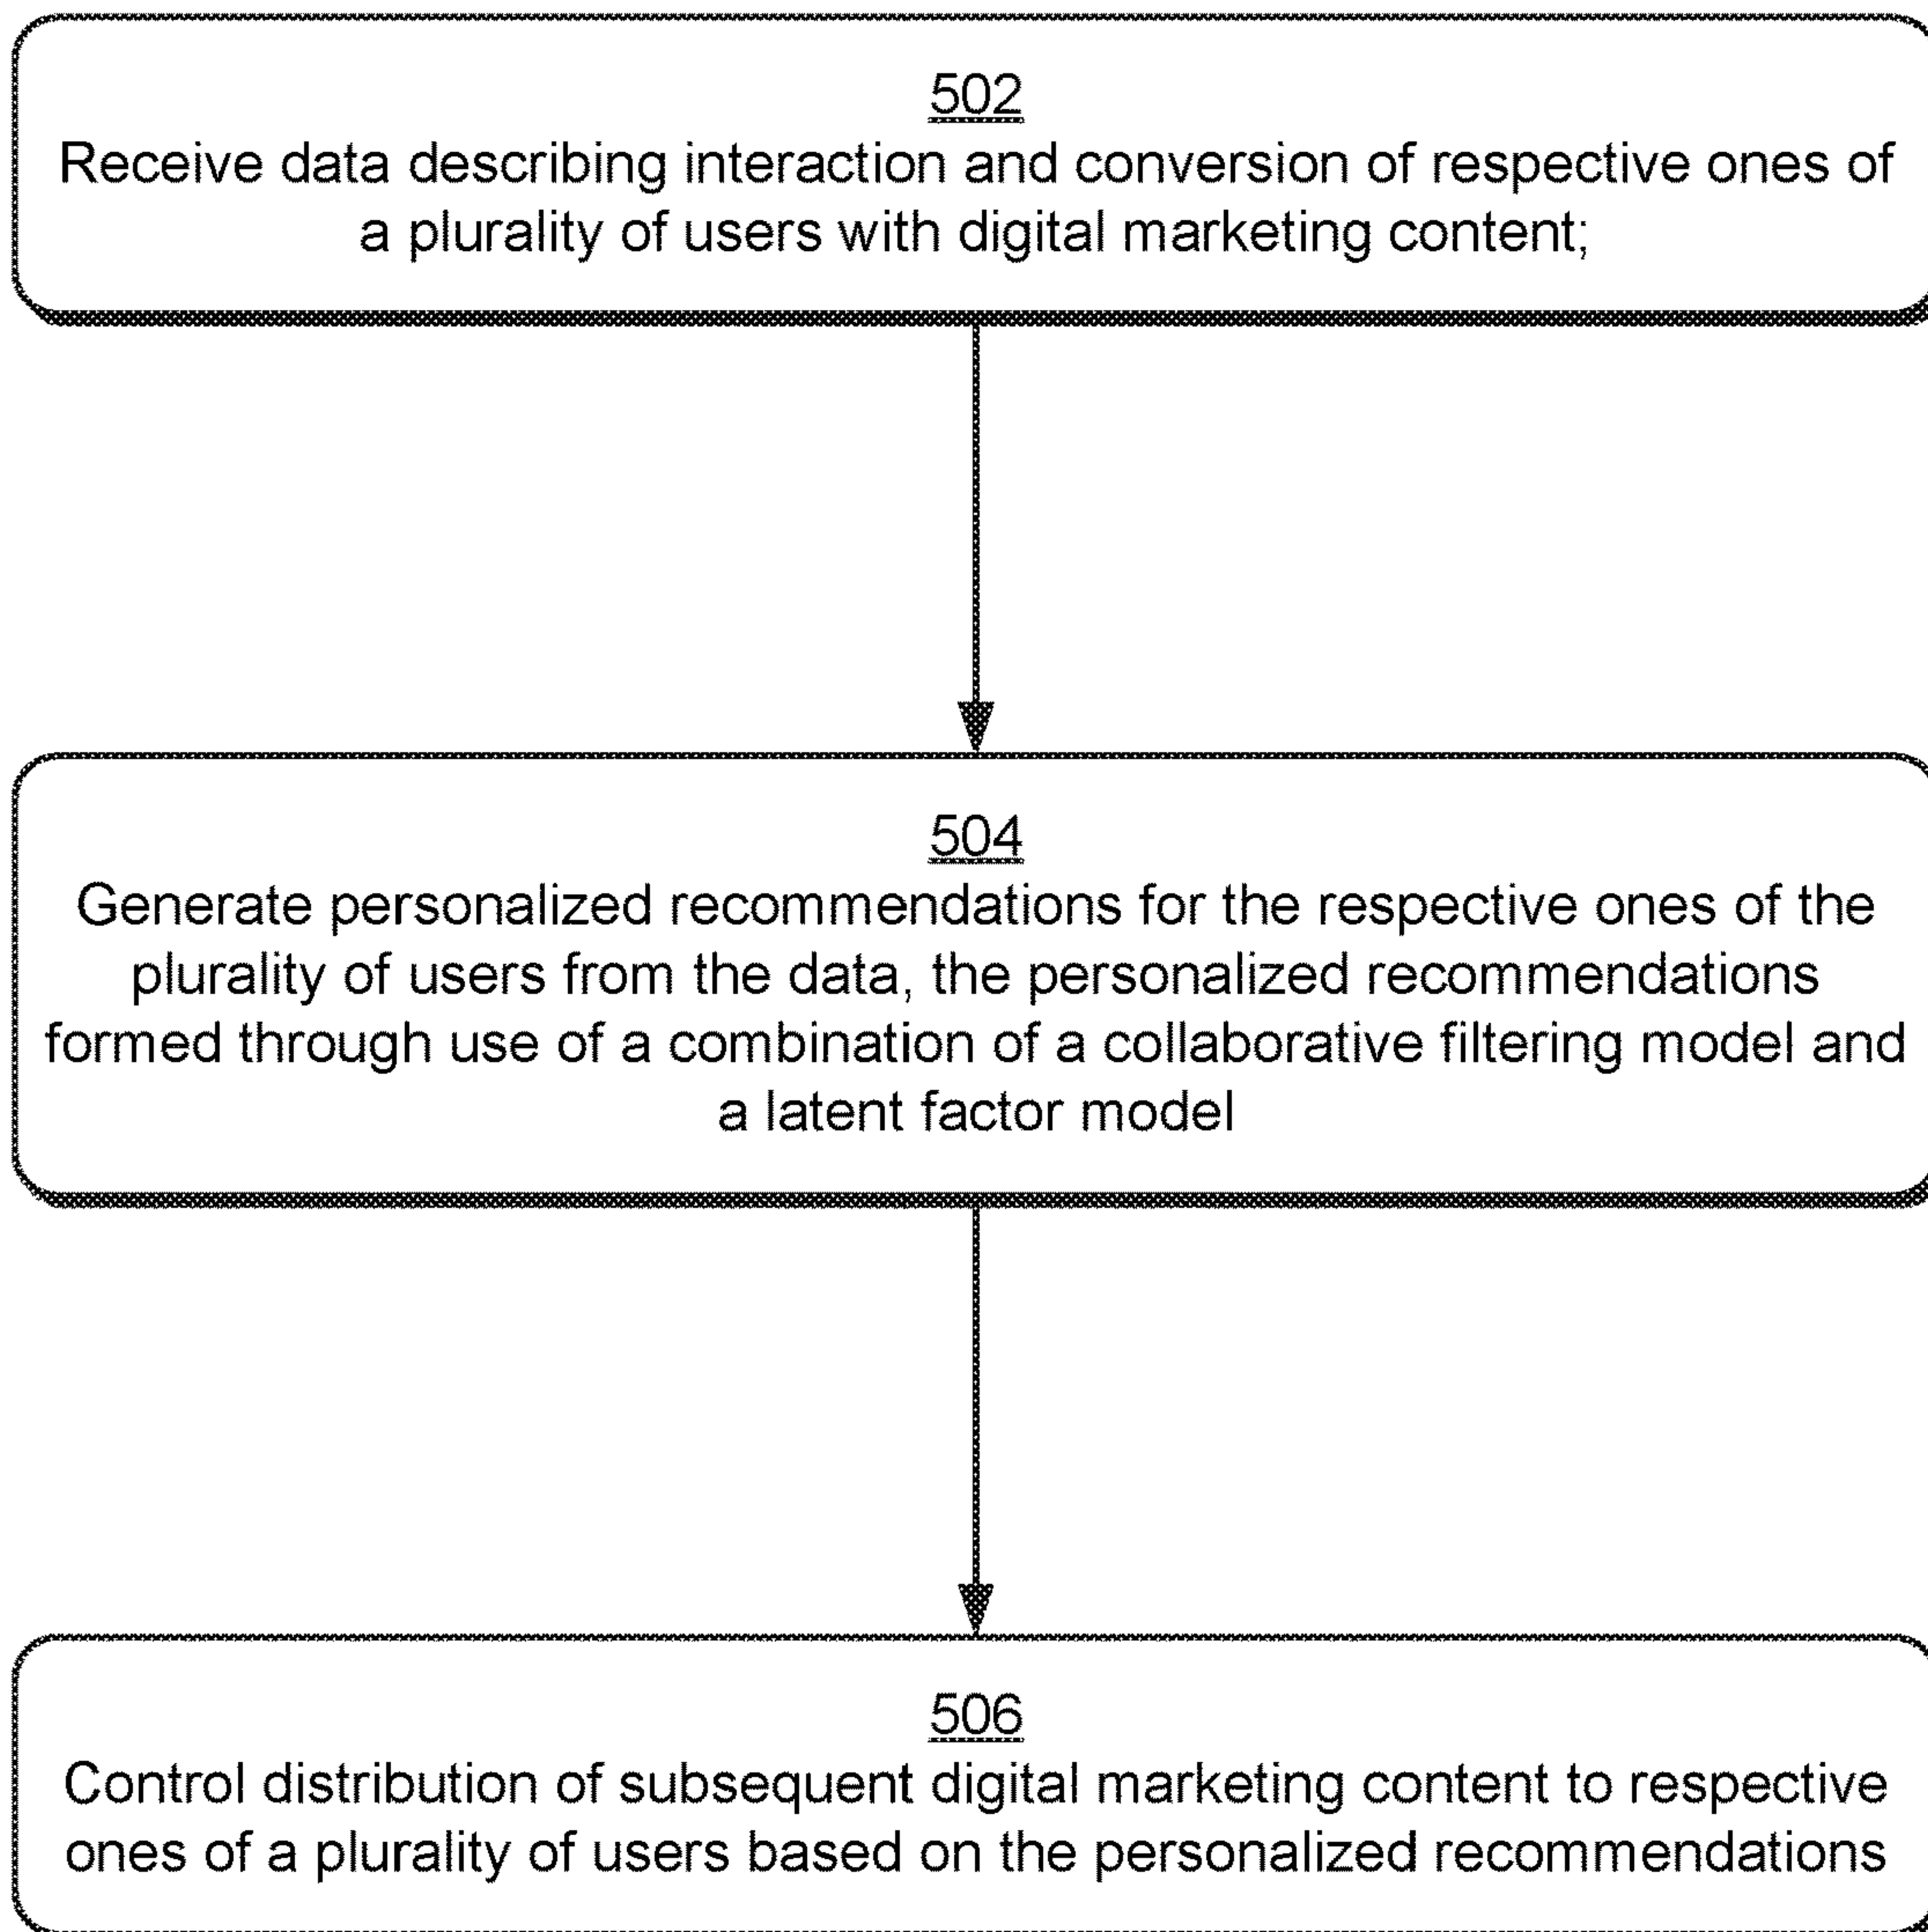 502
Receive data describing interaction and conversion of respective ones of
a plurality of users with digital marketing content;
504
Generate personalized recommendations for the respective ones of the
plurality of users from the data, the personalized recommendations
formed through use of a combination of a collaborative filtering model and
a latent factor model
506
Control distribution of subsequent digital marketing content to respective
ones of a plurality of users based on the personalized recommendations